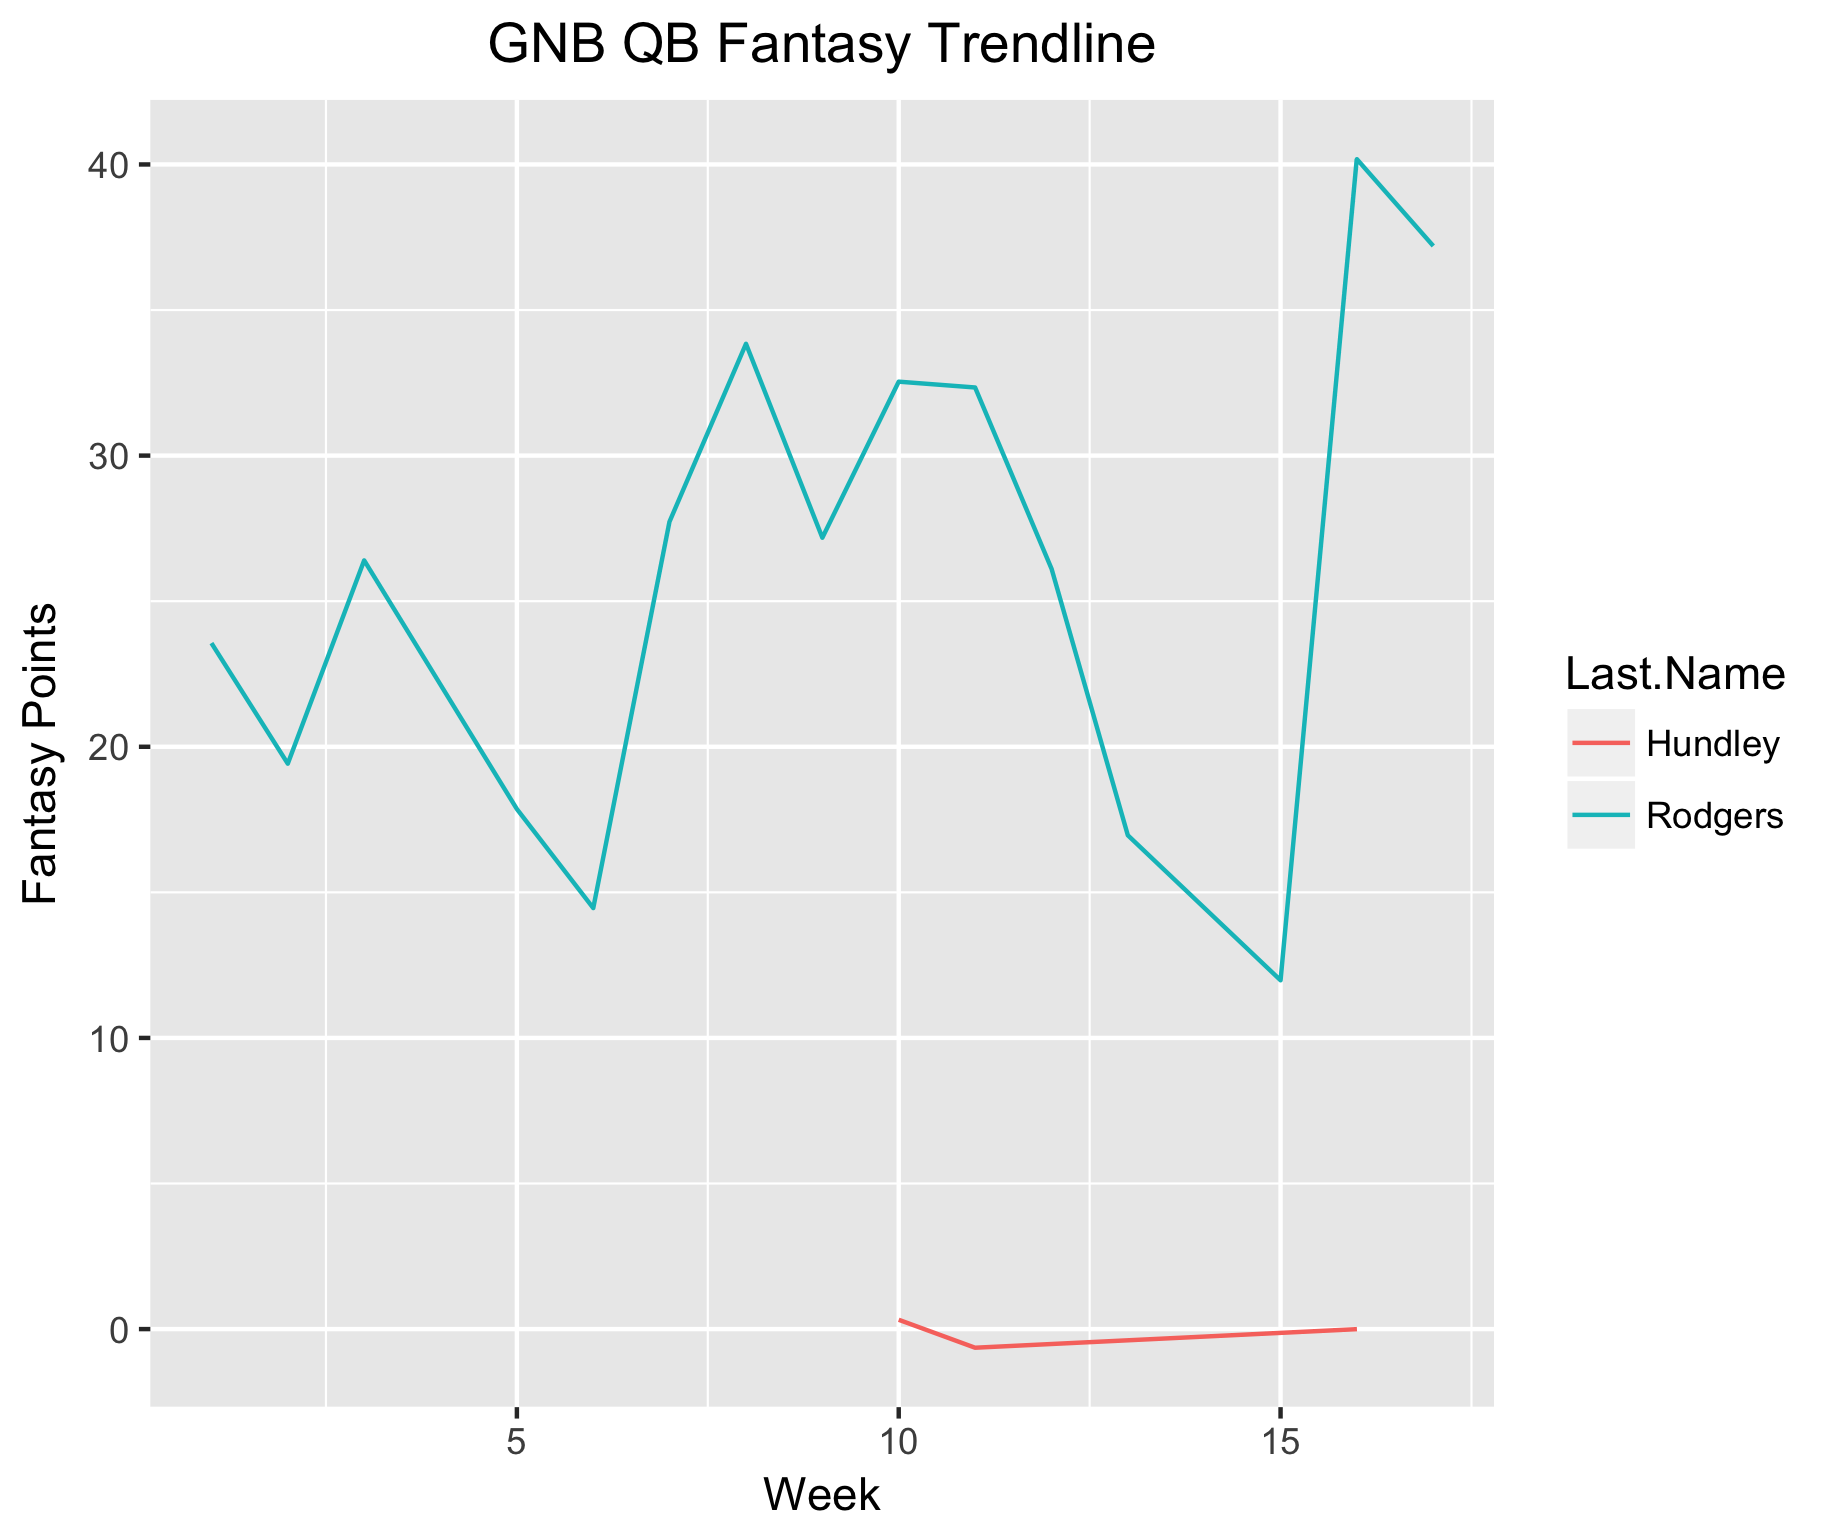 GNB QB Fantasy Trendline
40
30
20
10
0
Fantasy Points
5 10 15
Week
Last.Name
Hundley
Rodgers